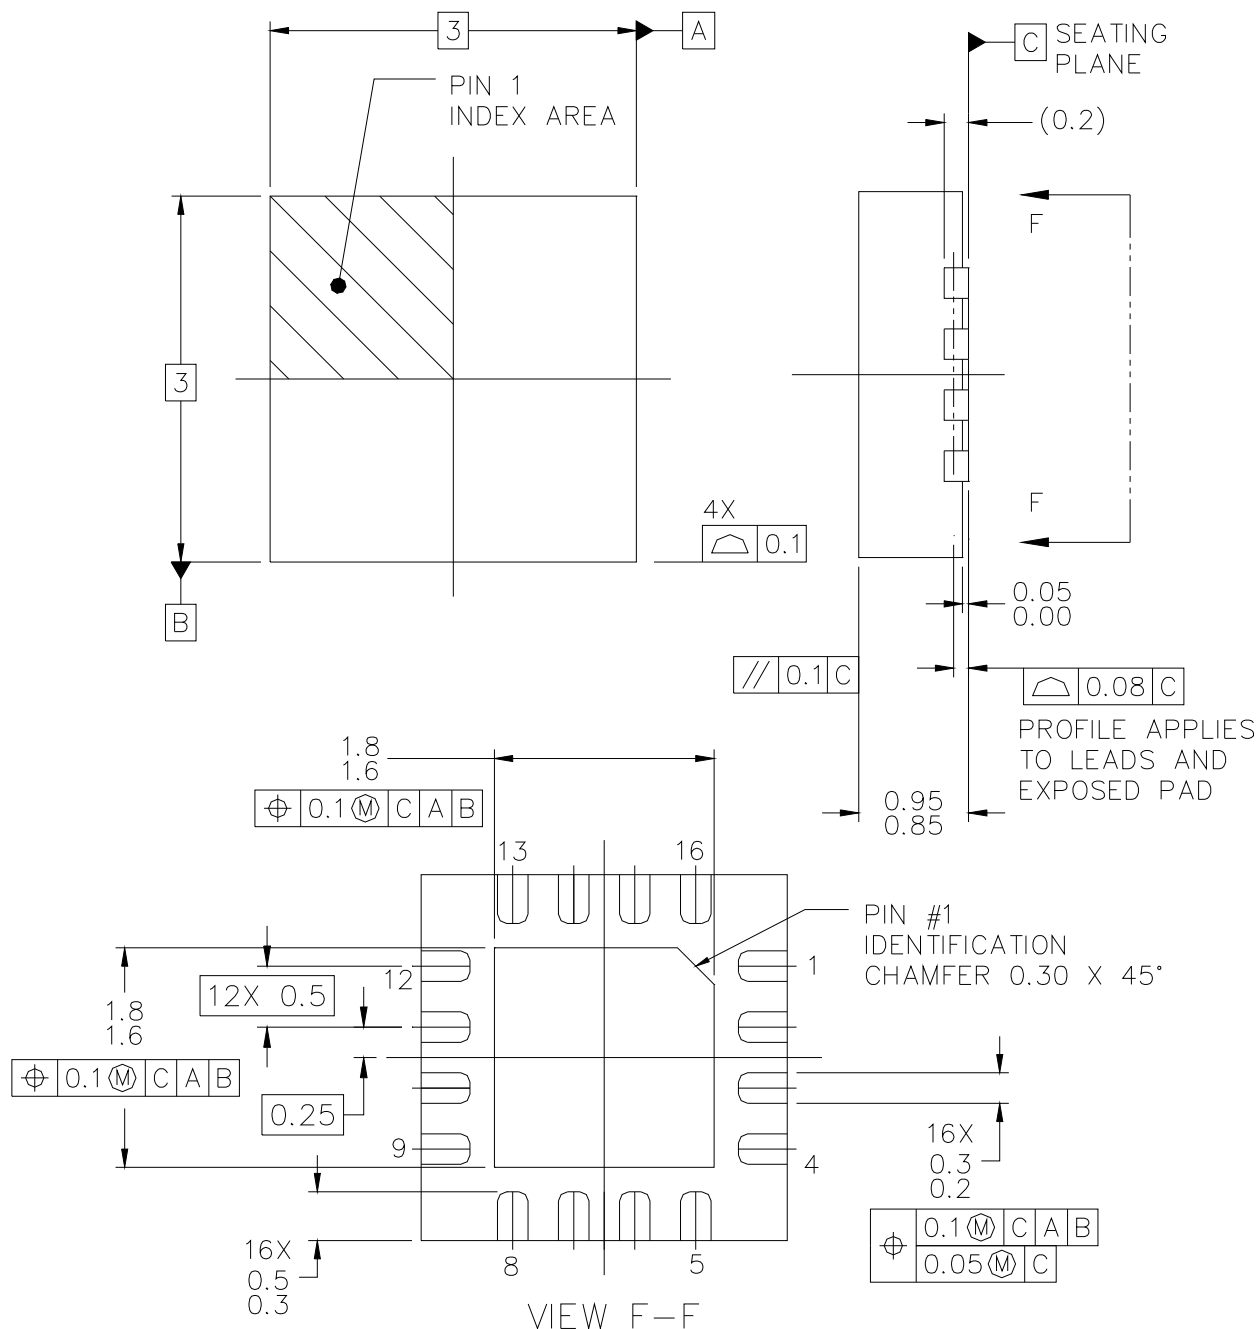 3
A
C
SEATING
PLANE
PIN 1
INDEX AREA
(0.2)
F
3
F
4X
0.1
B
0.05
0.00
// 0.1 C
0.08 C
PROFILE APPLIES
TO LEADS AND
EXPOSED PAD
1.8
1.6
⌖ 0.1 Ⓜ C A B
0.95
0.85
13
16
PIN #1
IDENTIFICATION
CHAMFER 0.30 X 45°
12
1
12X 0.5
1.8
1.6
⌖ 0.1 Ⓜ C A B
0.25
9
4
16X
0.3
0.2
⌖ 0.1 Ⓜ C A B
0.05 Ⓜ C
16X
0.5
0.3
8
5
VIEW F-F